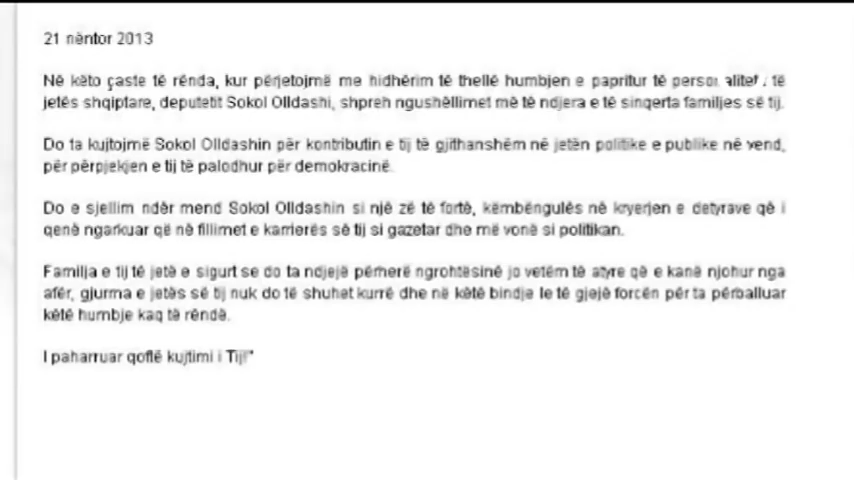 21 nëntor 2013
Në këto çaste të rënda, kur përjetojmë me hidhërim të thellë humbjen e papritur të personalitetit të
jetës shqiptare, deputetit Sokol Olldashi, shpreh ngushëllimet më të ndjera e të sinqerta familjes së tij.
Do ta kujtojmë Sokol Olldashin për kontributin e tij të gjithanshëm në jetën politike e publike në vend,
për përpjekjen e tij të palodhur për demokracinë.
Do e sjellim ndër mend Sokol Olldashin si një zë të fortë, këmbëngulës në kryerjen e detyrave që i
qenë ngarkuar që në fillimet e karrierës së tij si gazetar dhe më vonë si politikan.
Familja e tij të jetë e sigurt se do ta ndjejë përherë ngrohtësinë jo vetëm të atyre që e kanë njohur nga
afër, gjurma e jetës së tij nuk do të shuhet kurrë dhe në këtë bindje le të gjejë forcën për ta përballuar
këtë humbje kaq të rëndë.
I paharruar qoftë kujtimi i Tij!"